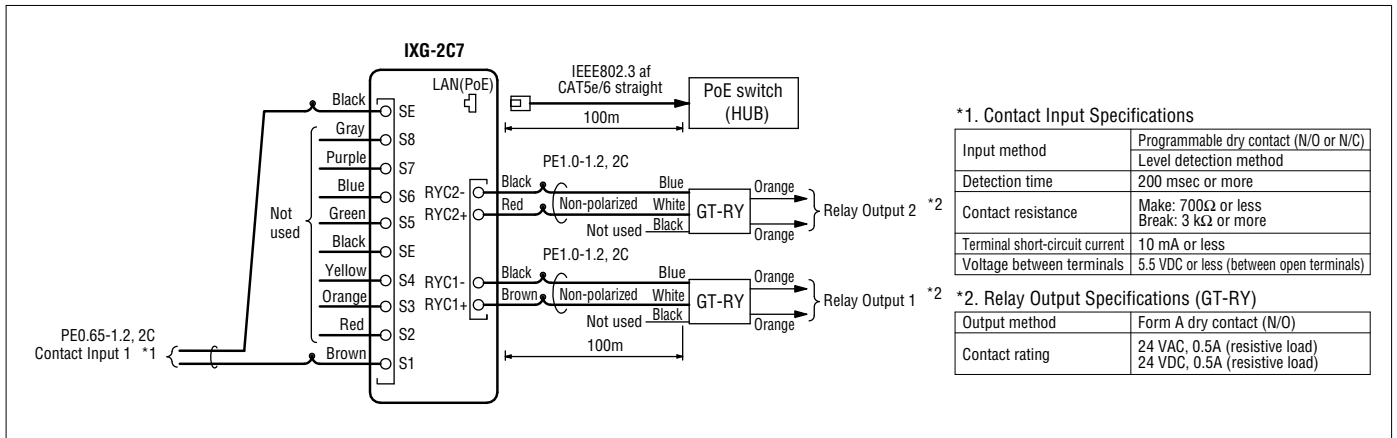 IXG-2C7
LAN(PoE)
IEEE802.3 af
CAT5e/6 straight
100m
PoE switch
(HUB)
Black
SE
Gray
S8
Purple
S7
Blue
S6
Green
S5
Black
SE
Yellow
S4
Orange
S3
Red
S2
Brown
S1
Not
used
PE0.65-1.2, 2C
Contact Input 1 *1
RYC2-
RYC2+
RYC1-
RYC1+
PE1.0-1.2, 2C
Black
Red
Non-polarized
Blue
White
Not used
Black
GT-RY
Orange
Orange
Relay Output 2 *2
PE1.0-1.2, 2C
Black
Brown
Non-polarized
Blue
White
Not used
Black
GT-RY
Orange
Orange
Relay Output 1 *2
100m
*1. Contact Input Specifications
Input method
Programmable dry contact (N/O or N/C)
Level detection method
Detection time
200 msec or more
Contact resistance
Make: 700Ω or less
Break: 3 kΩ or more
Terminal short-circuit current
10 mA or less
Voltage between terminals
5.5 VDC or less (between open terminals)
*2. Relay Output Specifications (GT-RY)
Output method
Form A dry contact (N/O)
Contact rating
24 VAC, 0.5A (resistive load)
24 VDC, 0.5A (resistive load)